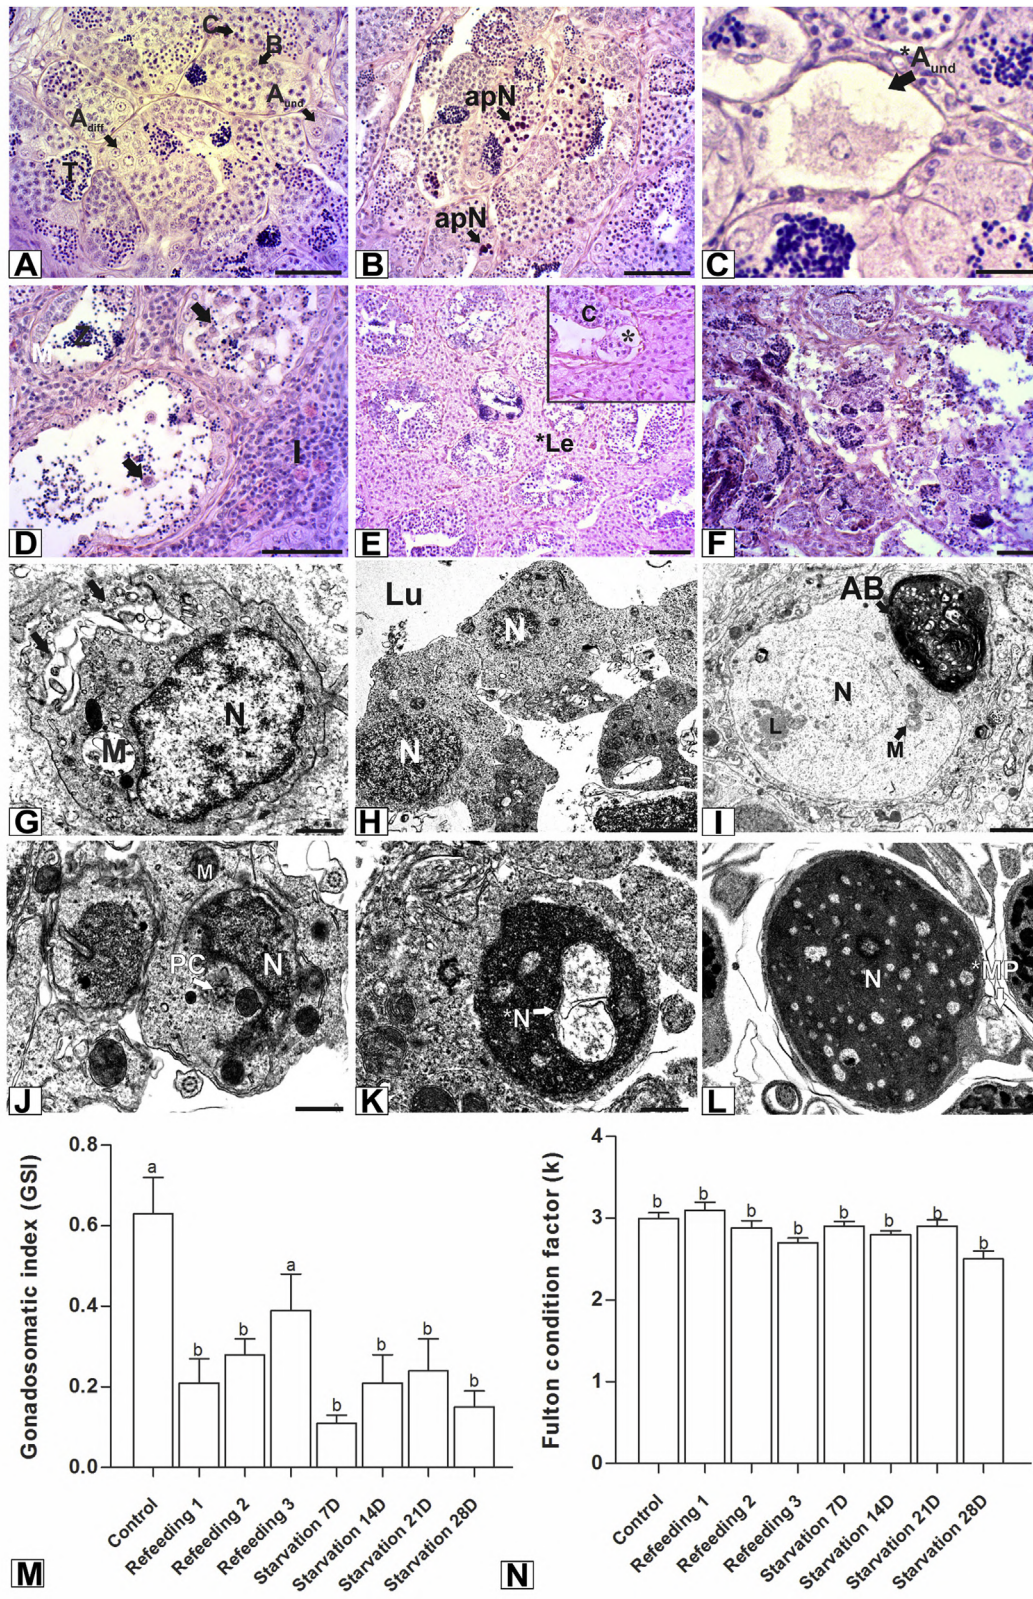 C
B
A und
A diff
T
A
apN
apN
B
*A und
C
M
Z
I
D
C
*
*Le
E
F
M
N
G
Lu
N
N
H
AB
N
L
M
I
M
PC
N
J
*N
K
N
*MP
L
Gonadosomatic index (GSI)
0.8
0.6
0.4
0.2
0.0
a
b
b
a
b
b
b
b
Control
Refeeding 1
Refeeding 2
Refeeding 3
Starvation 7D
Starvation 14D
Starvation 21D
Starvation 28D
M
Fulton condition factor (k)
4
3
2
1
0
b
b
b
b
b
b
b
b
Control
Refeeding 1
Refeeding 2
Refeeding 3
Starvation 7D
Starvation 14D
Starvation 21D
Starvation 28D
N